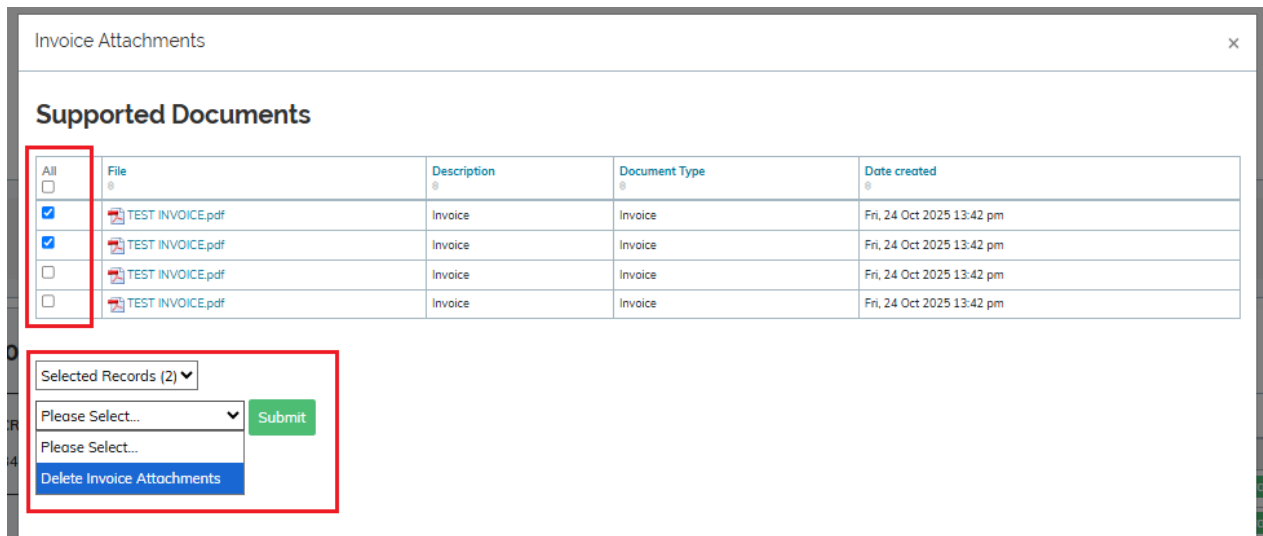 Invoice Attachments ×
Supported Documents
All File Description Document Type Date created
TEST INVOICE.pdf Invoice Invoice Fri, 24 Oct 2025 13:42 pm
TEST INVOICE.pdf Invoice Invoice Fri, 24 Oct 2025 13:42 pm
TEST INVOICE.pdf Invoice Invoice Fri, 24 Oct 2025 13:42 pm
TEST INVOICE.pdf Invoice Invoice Fri, 24 Oct 2025 13:42 pm
Selected Records (2)
Please Select... Submit
Please Select...
Delete Invoice Attachments